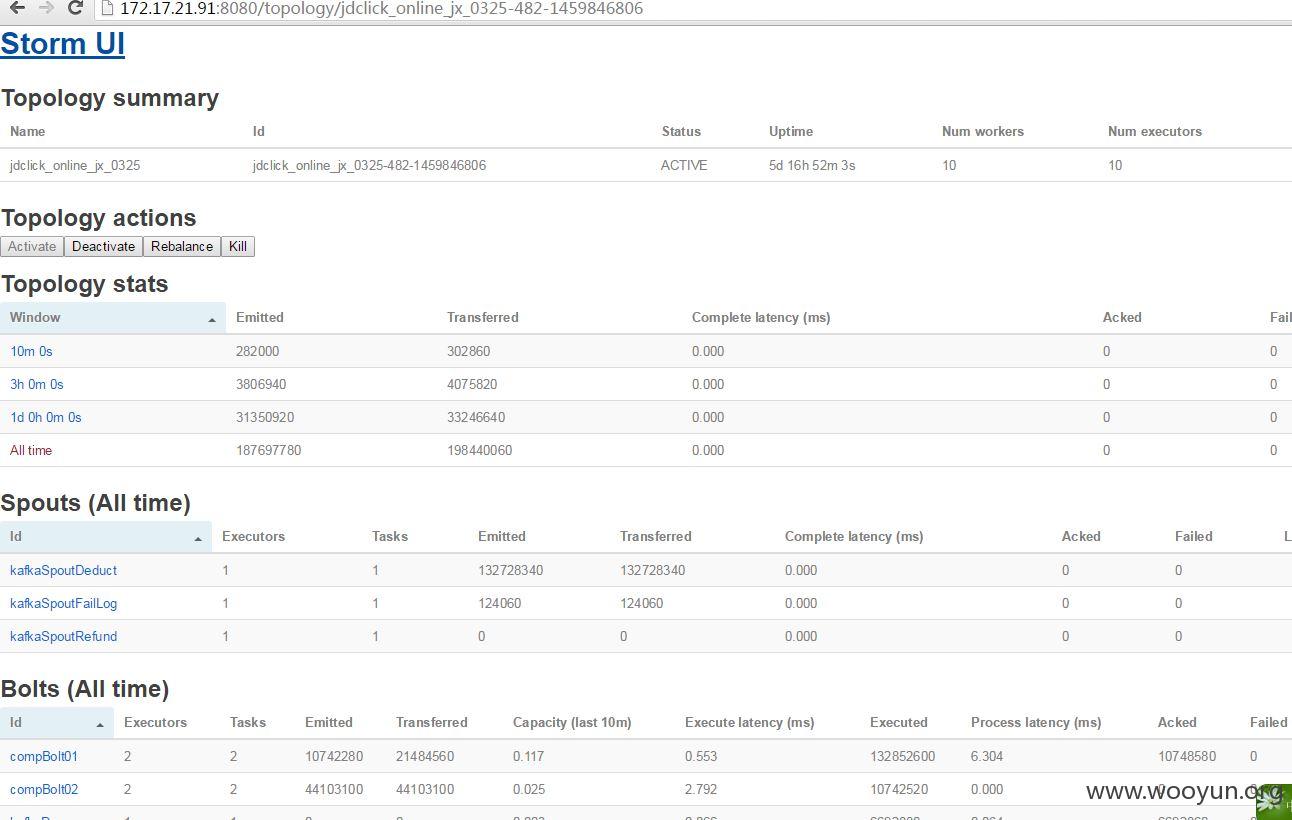 172.17.21.91:8080/topology/jdclick_online_jx_0325-482-1459846806
Storm UI
Topology summary
Name Id Status Uptime Num workers Num executors
jdclick_online_jx_0325 jdclick_online_jx_0325-482-1459846806 ACTIVE 5d 16h 52m 3s 10 10
Topology actions
Activate Deactivate Rebalance Kill
Topology stats
Window Emitted Transferred Complete latency (ms) Acked Fail
10m 0s 282000 302860 0.000 0 0
3h 0m 0s 3806940 4075820 0.000 0 0
1d 0h 0m 0s 31350920 33246640 0.000 0 0
All time 187697780 198440060 0.000 0 0
Spouts (All time)
Id Executors Tasks Emitted Transferred Complete latency (ms) Acked Failed L
kafkaSpoutDeduct 1 1 132728340 132728340 0.000 0 0
kafkaSpoutFailLog 1 1 124060 124060 0.000 0 0
kafkaSpoutRefund 1 1 0 0 0.000 0 0
Bolts (All time)
Id Executors Tasks Emitted Transferred Capacity (last 10m) Execute latency (ms) Executed Process latency (ms) Acked Failed
compBolt01 2 2 10742280 21484560 0.117 0.553 132852600 6.304 10748580 0
compBolt02 2 2 44103100 44103100 0.025 2.792 10742520 0.000 0 0
www.wooyun.org